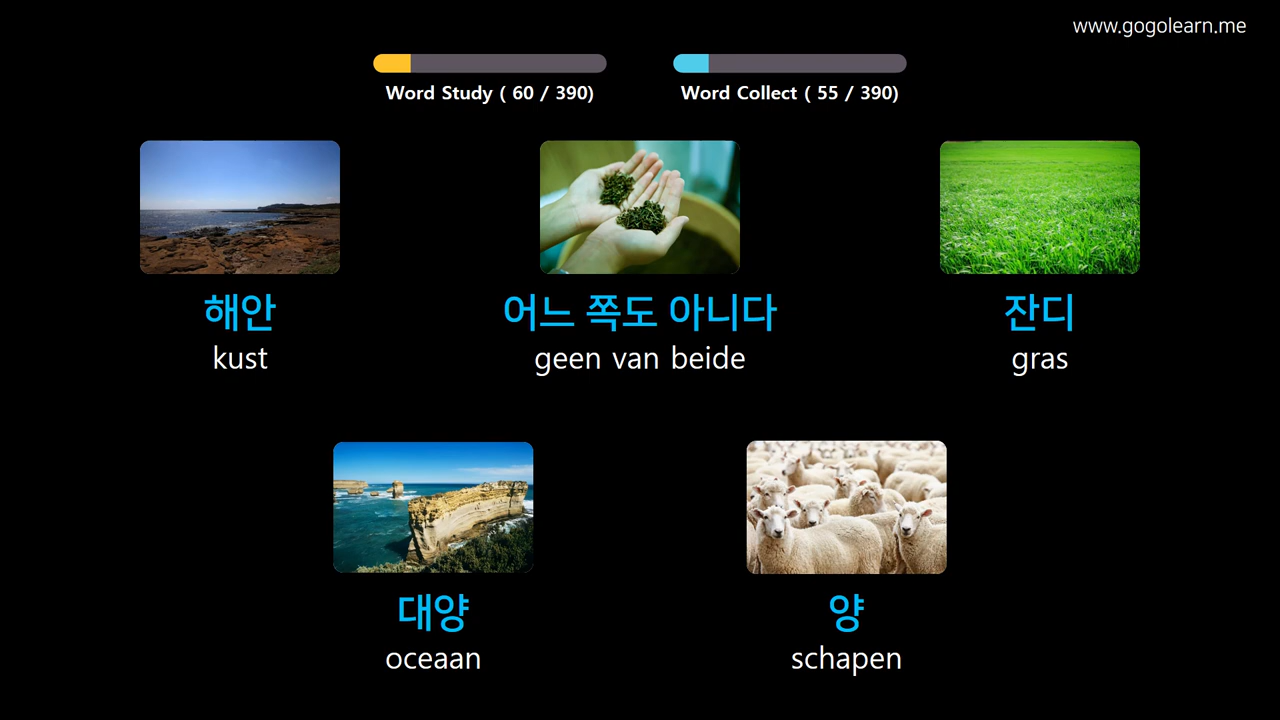 www.gogolearn.me
Word Study ( 60 / 390)
Word Collect ( 55 / 390)
해안
kust
어느 쪽도 아니다
geen van beide
잔디
gras
대양
oceaan
양
schapen